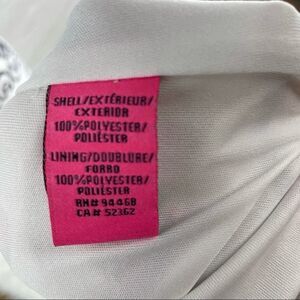 SHELL/EXTÉRIEUR/
EXTERIOR
100%POLYESTER/
POLIÉSTER
LINING/DOUBLURE/
FORRO
100%POLYESTER/
POLIÉSTER
RN# 94468
CA# 52362